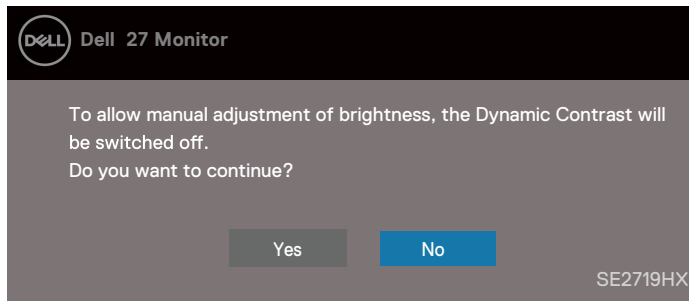 DELL Dell 27 Monitor
To allow manual adjustment of brightness, the Dynamic Contrast will
be switched off.
Do you want to continue?
Yes No
SE2719HX